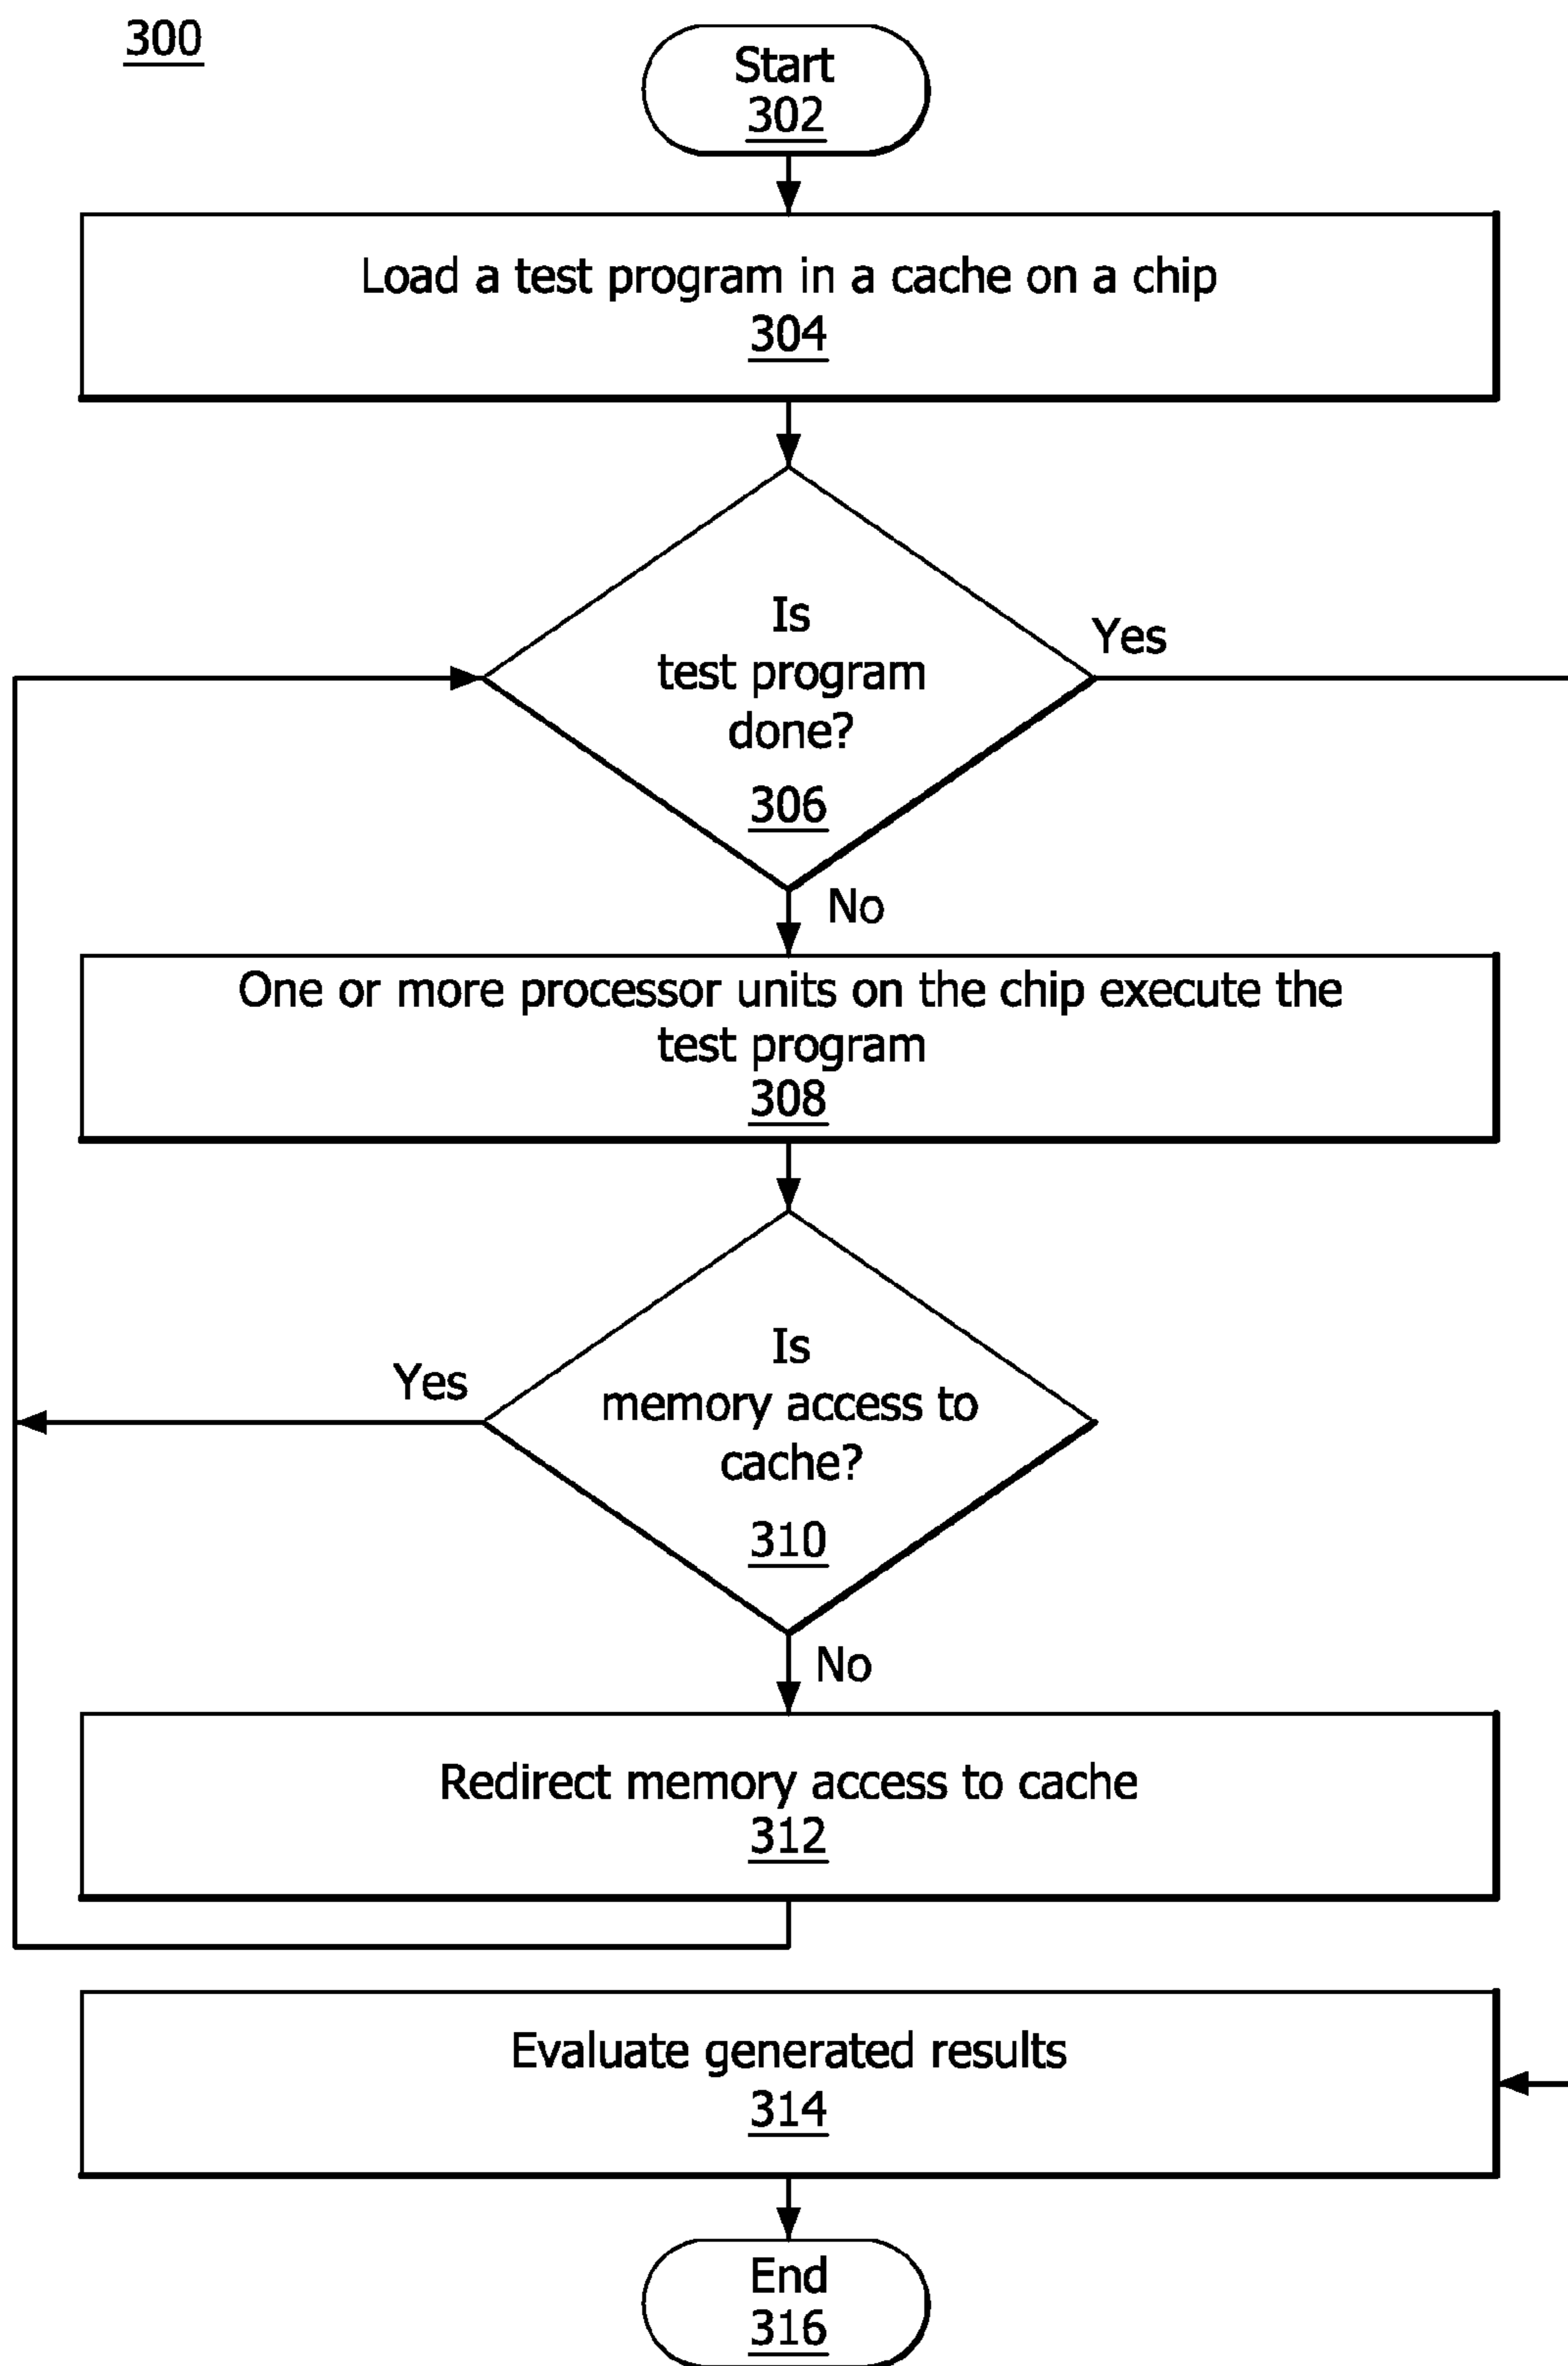 300
Start
302
Load a test program in a cache on a chip
304
Is
test program
done?
306
Yes
No
One or more processor units on the chip execute the
test program
308
Is
memory access to
cache?
310
Yes
No
Redirect memory access to cache
312
Evaluate generated results
314
End
316